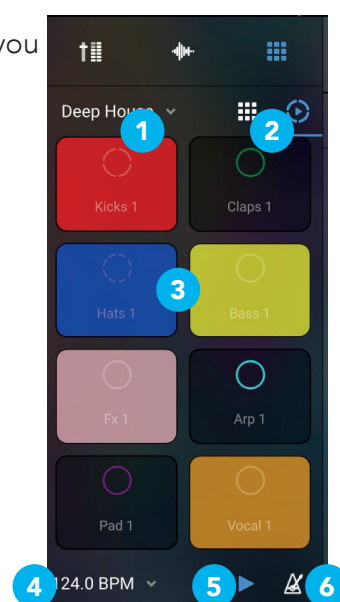 you
Deep House
1
2
Kicks 1
Claps 1
3
Hats 1
Bass 1
Fx 1
Arp 1
Pad 1
Vocal 1
4
124.0 BPM
5
6